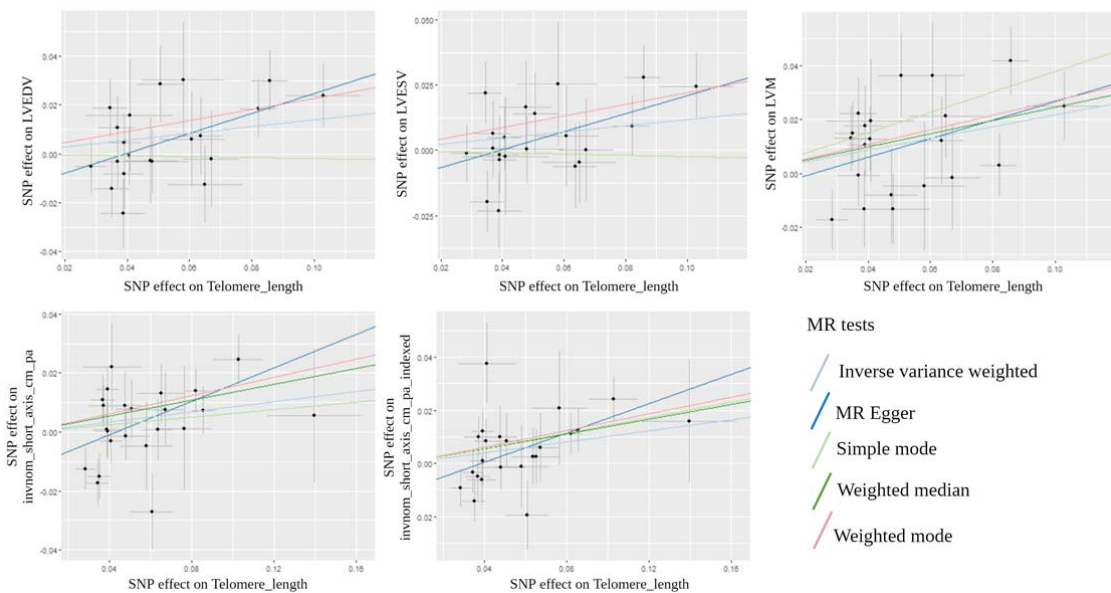 0.04
0.02
0.00
-0.02
-0.04
SNP effect on LVEDV
0.02 0.04 0.06 0.08 0.10
SNP effect on Telomere_length
0.050
0.025
0.000
-0.025
SNP effect on LVESV
0.02 0.04 0.06 0.08 0.10
SNP effect on Telomere_length
0.04
0.02
0.00
-0.02
SNP effect on LVM
0.02 0.04 0.06 0.08 0.10
SNP effect on Telomere_length
0.04
0.02
0.00
-0.02
-0.04
SNP effect on
invnom_short_axis_cm_pa
0.04 0.08 0.12 0.16
SNP effect on Telomere_length
0.04
0.02
0.00
0.02
SNP effect on
invnom_short_axis_cm_pa_indexed
0.04 0.08 0.12 0.16
SNP effect on Telomere_length
MR tests
Inverse variance weighted
MR Egger
Simple mode
Weighted median
Weighted mode